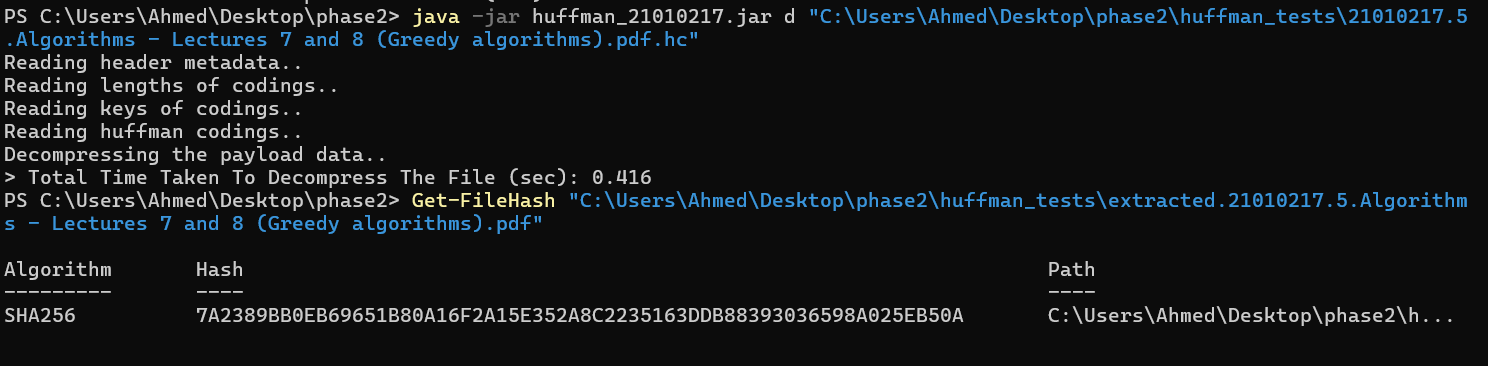 PS C:\Users\Ahmed\Desktop\phase2> java -jar huffman_21010217.jar d "C:\Users\Ahmed\Desktop\phase2\huffman_tests\21010217.5
.Algorithms - Lectures 7 and 8 (Greedy algorithms).pdf.hc"
Reading header metadata..
Reading lengths of codings..
Reading keys of codings..
Reading huffman codings..
Decompressing the payload data..
> Total Time Taken To Decompress The File (sec): 0.416
PS C:\Users\Ahmed\Desktop\phase2> Get-FileHash "C:\Users\Ahmed\Desktop\phase2\huffman_tests\extracted.21010217.5.Algorithm
s - Lectures 7 and 8 (Greedy algorithms).pdf"
Algorithm Hash Path
--------- ---- ----
SHA256 7A2389BB0EB69651B80A16F2A15E352A8C2235163DDB88393036598A025EB50A C:\Users\Ahmed\Desktop\phase2\h...